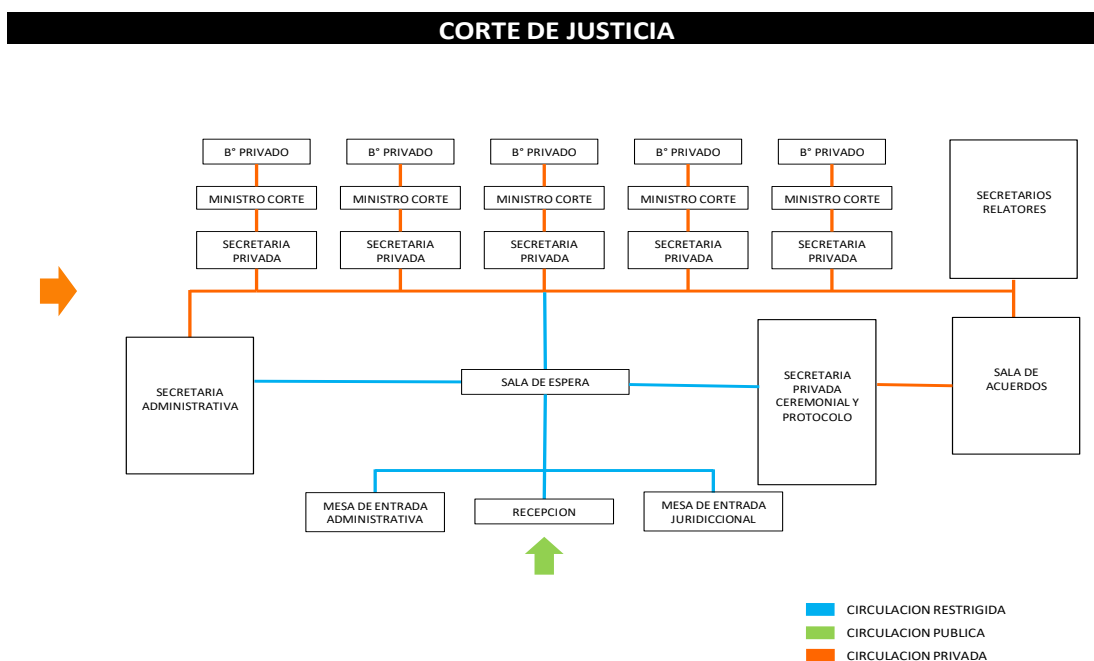 CORTE DE JUSTICIA
B° PRIVADO
B° PRIVADO
B° PRIVADO
B° PRIVADO
B° PRIVADO
MINISTRO CORTE
MINISTRO CORTE
MINISTRO CORTE
MINISTRO CORTE
MINISTRO CORTE
SECRETARIOS
RELATORES
SECRETARIA
PRIVADA
SECRETARIA
PRIVADA
SECRETARIA
PRIVADA
SECRETARIA
PRIVADA
SECRETARIA
PRIVADA
SECRETARIA
ADMINISTRATIVA
SALA DE ESPERA
SECRETARIA
PRIVADA
CEREMONIAL Y
PROTOCOLO
SALA DE
ACUERDOS
MESA DE ENTRADA
ADMINISTRATIVA
RECEPCION
MESA DE ENTRADA
JURIDICCIONAL
CIRCULACION RESTRIGIDA
CIRCULACION PUBLICA
CIRCULACION PRIVADA